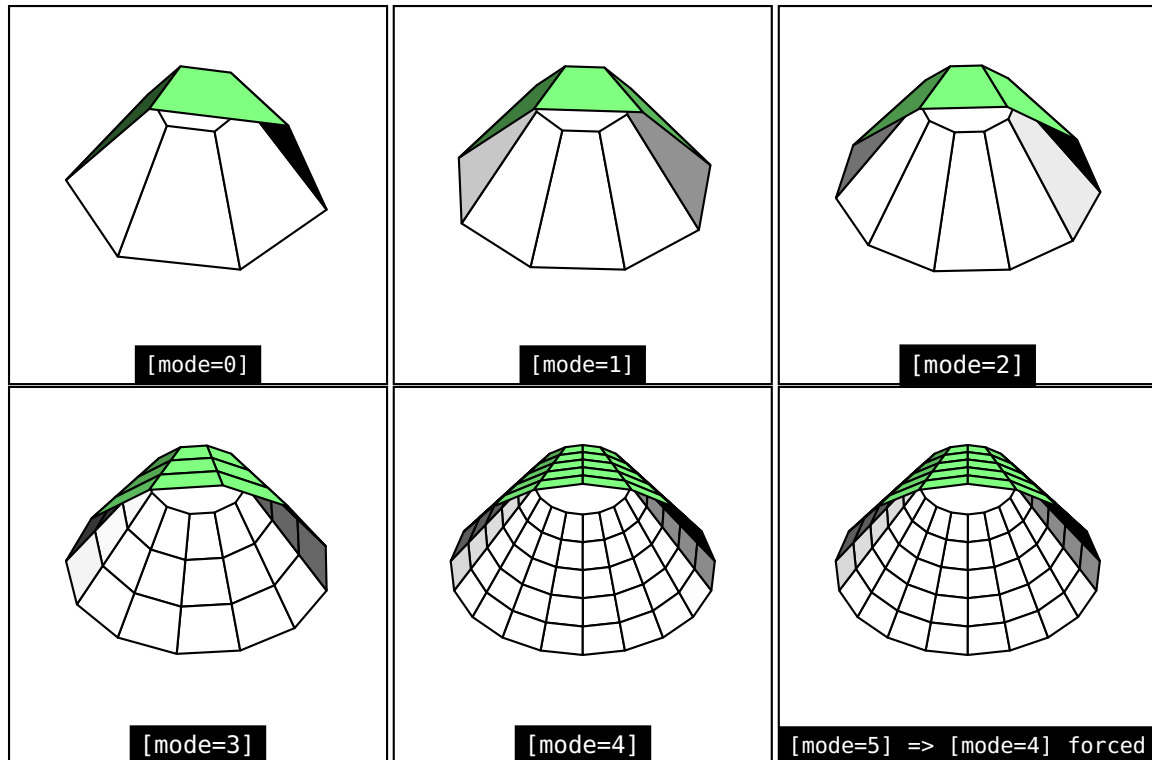 [mode=0]
[mode=1]
[mode=2]
[mode=3]
[mode=4]
[mode=5] => [mode=4] forced